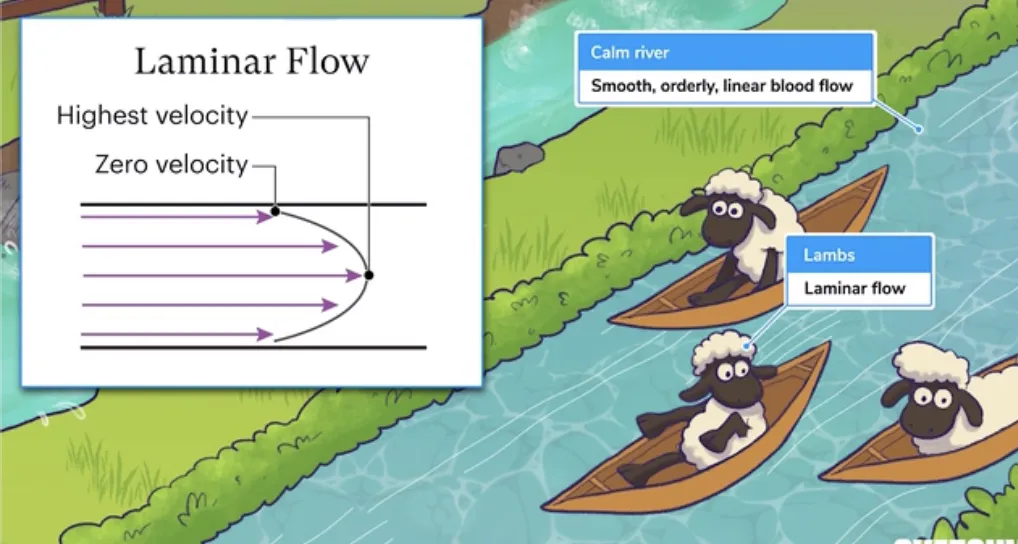 Laminar Flow
Highest velocity
Zero velocity
Calm river
Smooth, orderly, linear blood flow
Lambs
Laminar flow